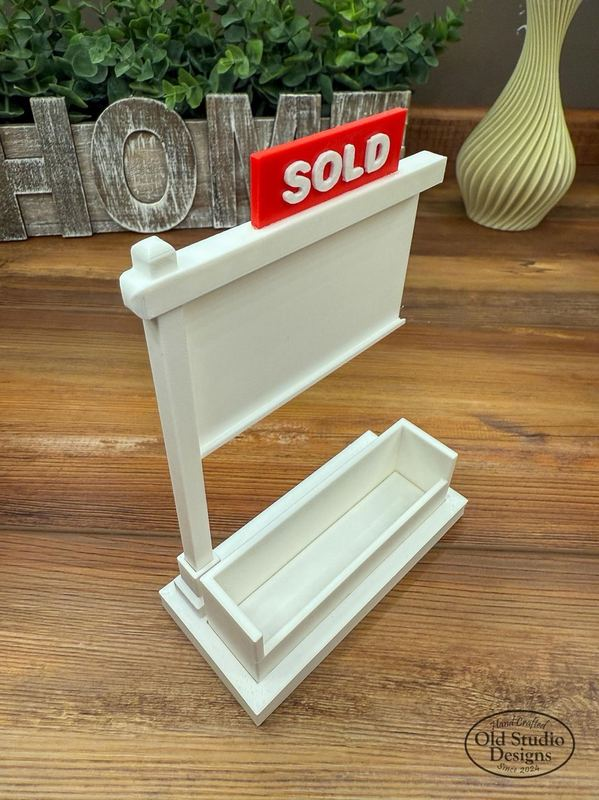 HOM
SOLD
Hand Crafted
Old Studio
Designs
Since 2024